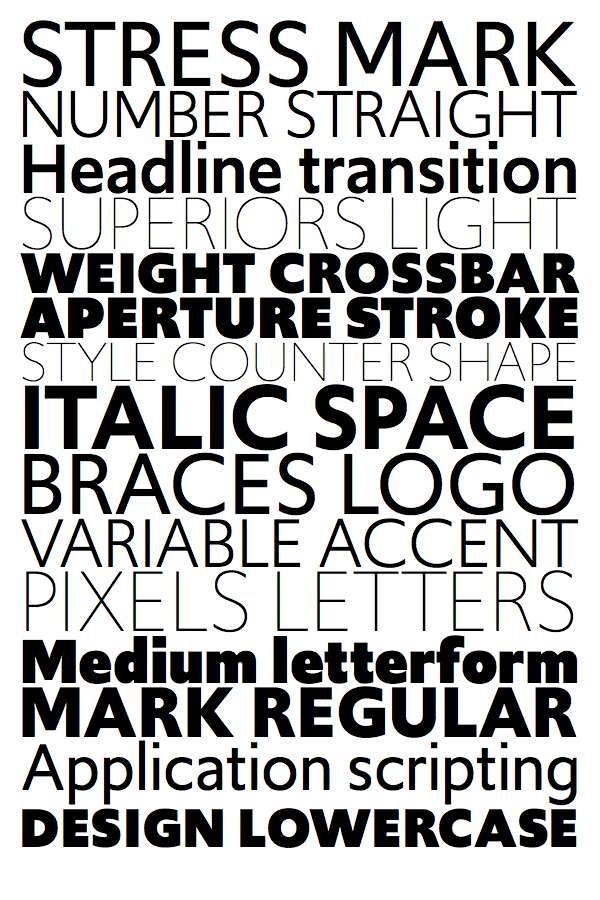 STRESS MARK
NUMBER STRAIGHT
Headline transition
SUPERIORS LIGHT
WEIGHT CROSSBAR
APERTURE STROKE
STYLE COUNTER SHAPE
ITALIC SPACE
BRACES LOGO
VARIABLE ACCENT
PIXELS LETTERS
Medium letterform
MARK REGULAR
Application scripting
DESIGN LOWERCASE